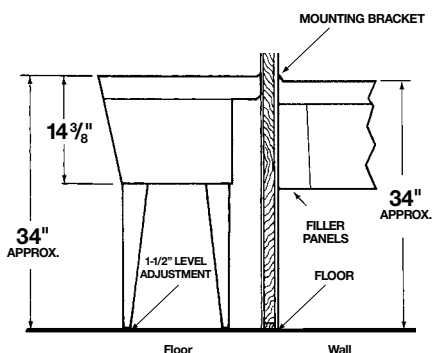 MOUNTING BRACKET
14 3/8"
34"
APPROX.
1-1/2” LEVEL
ADJUSTMENT
FILLER
PANELS
34"
APPROX.
FLOOR
Floor
Wall